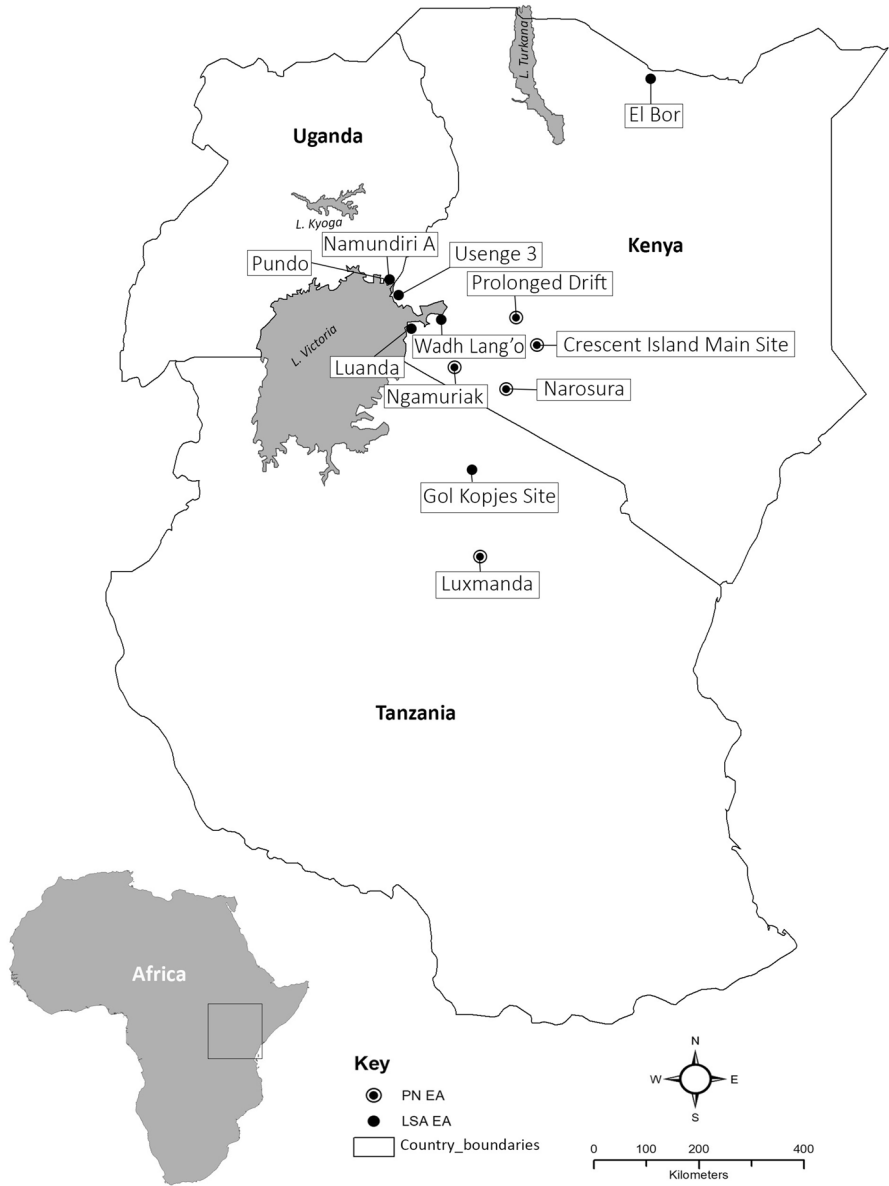 L. Turkana
El Bor
Uganda
L. Kyoga
Namundiri A
Usenge 3
Kenya
Pundo
Prolonged Drift
L. Victoria
Wadh Lang’o
Crescent Island Main Site
Luanda
Ngamuriak
Narosura
Gol Kopjes Site
Luxmanda
Tanzania
Africa
Key
PN EA
LSA EA
Country_boundaries
N
W
E
S
0 100 200 400
Kilometers